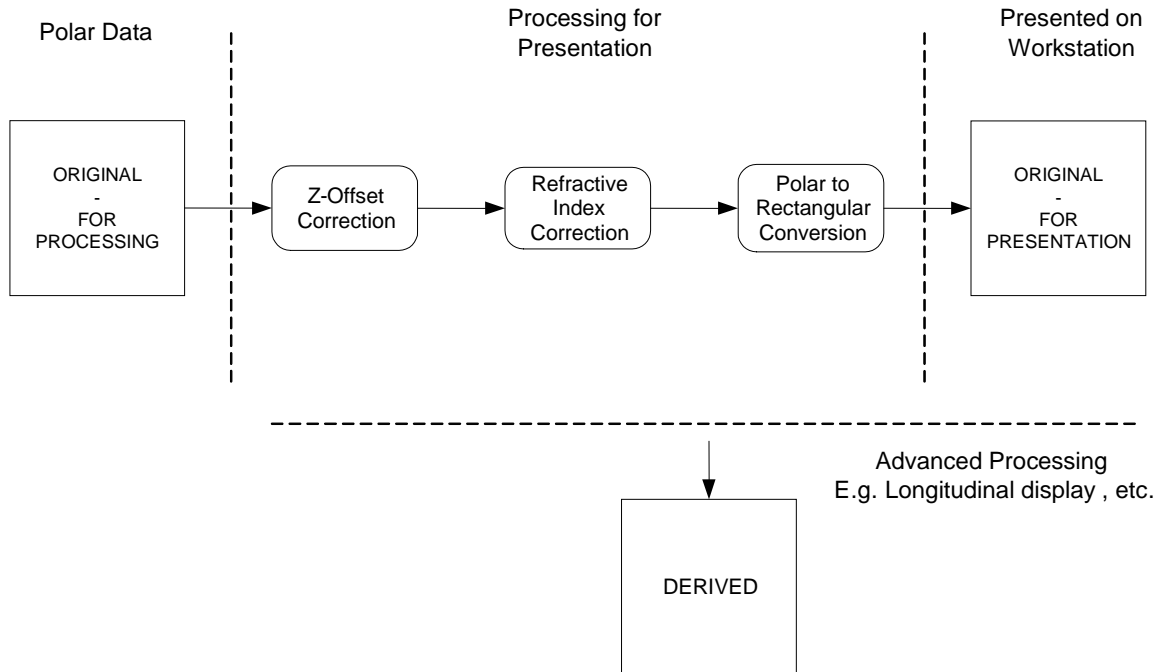 Polar Data
Processing for
Presentation
Presented on
Workstation
ORIGINAL
-
FOR
PROCESSING
Z-Offset
Correction
Refractive
Index
Correction
Polar to
Rectangular
Conversion
ORIGINAL
-
FOR
PRESENTATION
Advanced Processing
E.g. Longitudinal display , etc.
DERIVED